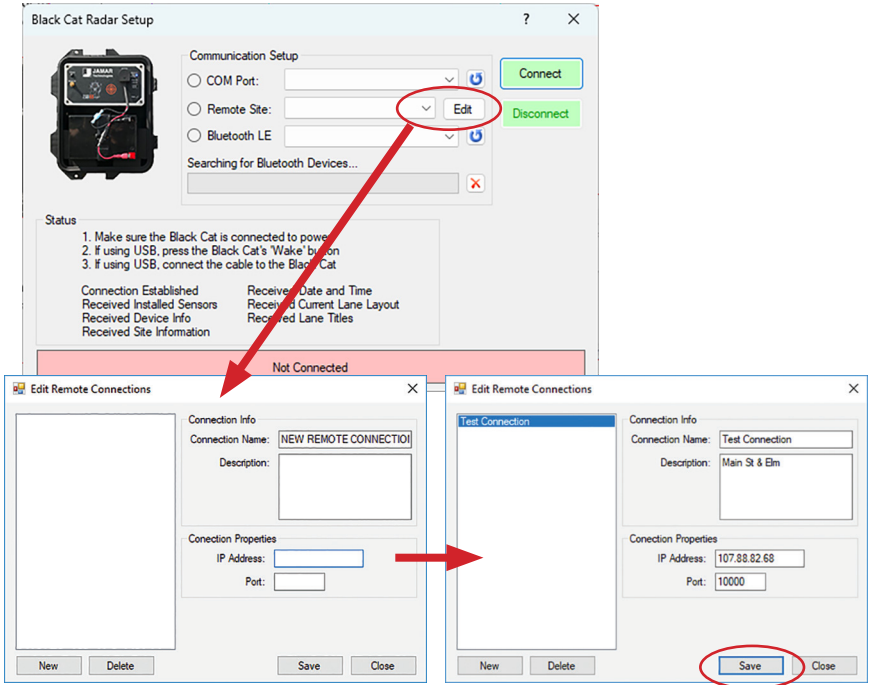 Black Cat Radar Setup
?
JAMAR
Technologies
Communication Setup
COM Port:
Connect
Remote Site:
Edit
Disconnect
Bluetooth LE
Searching for Bluetooth Devices...
Status
1. Make sure the Black Cat is connected to power
2. If using USB, press the Black Cat's 'Wake' button
3. If using USB, connect the cable to the Black Cat
Connection Established
Received Date and Time
Received Installed Sensors
Received Current Lane Layout
Received Device Info
Received Lane Titles
Received Site Information
Not Connected
Edit Remote Connections
Connection Info
Connection Name: NEW REMOTE CONNECTION
Description:
Conection Properties
IP Address:
Port:
New
Delete
Save
Close
Edit Remote Connections
Test Connection
Connection Info
Connection Name: Test Connection
Description: Main St & Elm
Conection Properties
IP Address: 107.88.82.68
Port: 10000
New
Delete
Save
Close